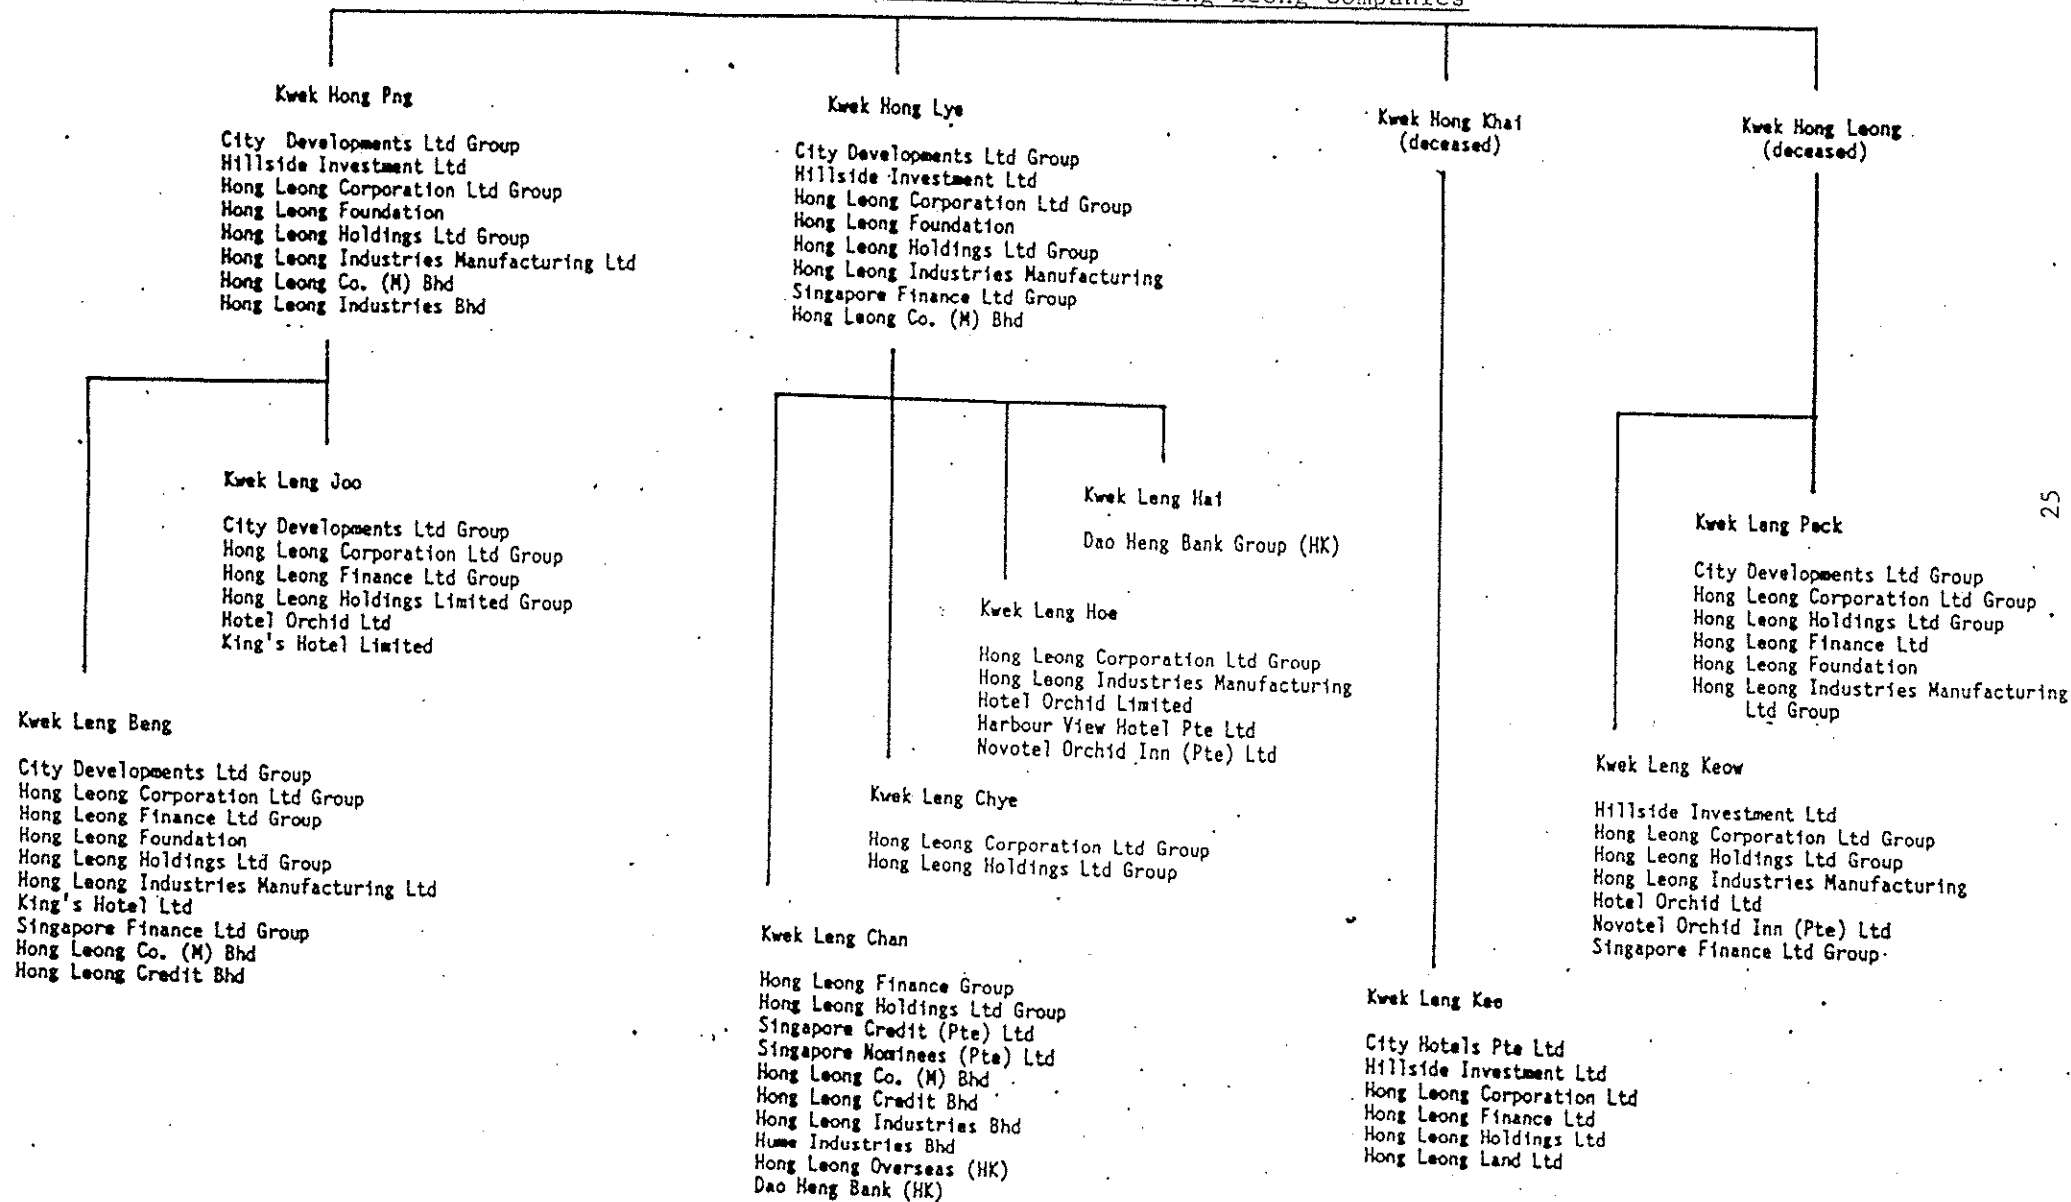 Hong Leong Companies
Kwek Hong Png
City Developments Ltd Group
Hillside Investment Ltd
Hong Leong Corporation Ltd Group
Hong Leong Foundation
Hong Leong Holdings Ltd Group
Hong Leong Industries Manufacturing Ltd
Hong Leong Co. (M) Bhd
Hong Leong Industries Bhd
Kwek Hong Lye
City Developments Ltd Group
Hillside Investment Ltd
Hong Leong Corporation Ltd Group
Hong Leong Foundation
Hong Leong Holdings Ltd Group
Hong Leong Industries Manufacturing
Singapore Finance Ltd Group
Hong Leong Co. (M) Bhd
Kwek Hong Khai
(deceased)
Kwek Hong Leong
(deceased)
Kwek Leng Joo
City Developments Ltd Group
Hong Leong Corporation Ltd Group
Hong Leong Finance Ltd Group
Hong Leong Holdings Limited Group
Hotel Orchid Ltd
King's Hotel Limited
Kwek Leng Hai
Dao Heng Bank Group (HK)
Kwek Leng Peck
City Developments Ltd Group
Hong Leong Corporation Ltd Group
Hong Leong Holdings Ltd Group
Hong Leong Finance Ltd
Hong Leong Foundation
Hong Leong Industries Manufacturing
Ltd Group
25
Kwek Leng Hoe
Hong Leong Corporation Ltd Group
Hong Leong Industries Manufacturing
Hotel Orchid Limited
Harbour View Hotel Pte Ltd
Novotel Orchid Inn (Pte) Ltd
Kwek Leng Beng
City Developments Ltd Group
Hong Leong Corporation Ltd Group
Hong Leong Finance Ltd Group
Hong Leong Foundation
Hong Leong Holdings Ltd Group
Hong Leong Industries Manufacturing Ltd
King's Hotel Ltd
Singapore Finance Ltd Group
Hong Leong Co. (M) Bhd
Hong Leong Credit Bhd
Kwek Leng Chye
Hong Leong Corporation Ltd Group
Hong Leong Holdings Ltd Group
Kwek Leng Keow
Hillside Investment Ltd
Hong Leong Corporation Ltd Group
Hong Leong Holdings Ltd Group
Hong Leong Industries Manufacturing
Hotel Orchid Ltd
Novotel Orchid Inn (Pte) Ltd
Singapore Finance Ltd Group
Kwek Leng Chan
Hong Leong Finance Group
Hong Leong Holdings Ltd Group
Singapore Credit (Pte) Ltd
Singapore Nominees (Pte) Ltd
Hong Leong Co. (M) Bhd
Hong Leong Credit Bhd
Hong Leong Industries Bhd
Hume Industries Bhd
Hong Leong Overseas (HK)
Dao Heng Bank (HK)
Kwek Leng Kee
City Hotels Pte Ltd
Hillside Investment Ltd
Hong Leong Corporation Ltd
Hong Leong Finance Ltd
Hong Leong Holdings Ltd
Hong Leong Land Ltd